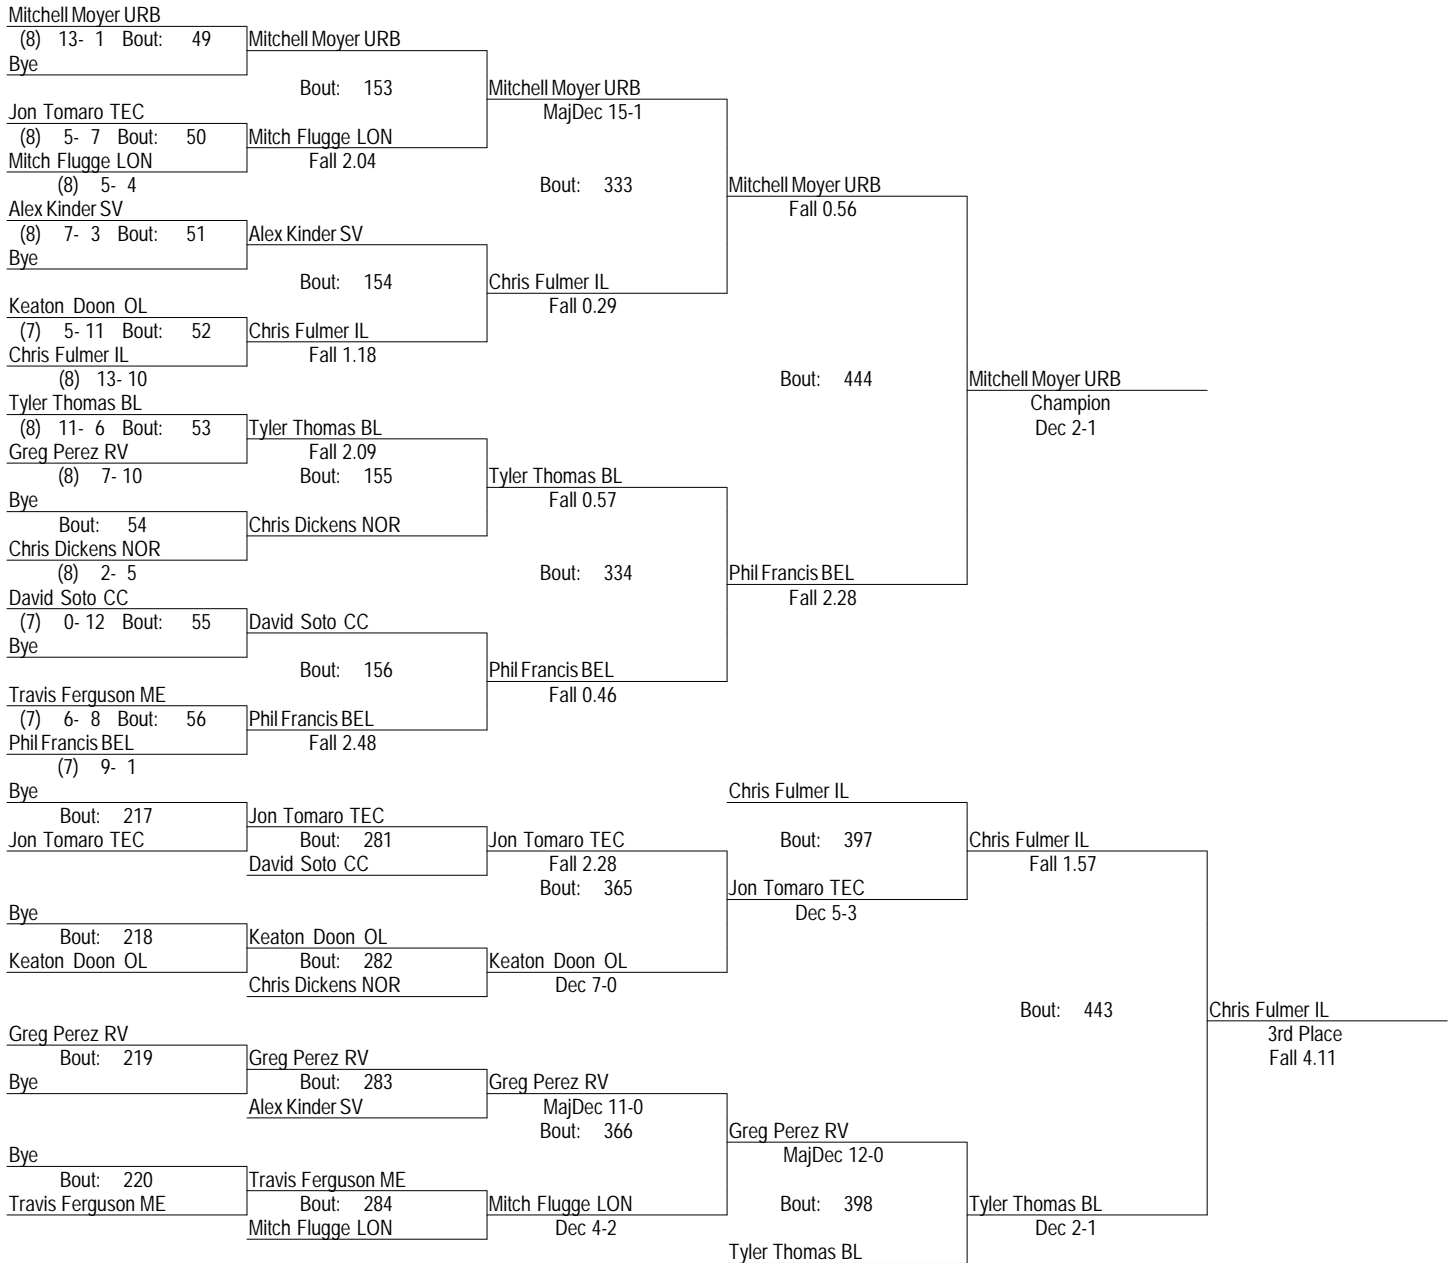 Mitchell Moyer URB
(8) 13- 1 Bout: 49 Mitchell Moyer URB
Bye
Bout: 153 Mitchell Moyer URB
Jon Tomaro TEC MajDec 15-1
(8) 5- 7 Bout: 50 Mitch Flugge LON
Mitch Flugge LON Fall 2.04
(8) 5- 4 Bout: 333 Mitchell Moyer URB
Alex Kinder SV Fall 0.56
(8) 7- 3 Bout: 51 Alex Kinder SV
Bye
Bout: 154 Chris Fulmer IL
Keaton Doon OL Fall 0.29
(7) 5- 11 Bout: 52 Chris Fulmer IL
Chris Fulmer IL Fall 1.18
(8) 13- 10 Bout: 444 Mitchell Moyer URB
Tyler Thomas BL Champion
(8) 11- 6 Bout: 53 Tyler Thomas BL Dec 2-1
Greg Perez RV Fall 2.09
(8) 7- 10 Bout: 155 Tyler Thomas BL
Bye Fall 0.57
Bout: 54 Chris Dickens NOR
Chris Dickens NOR
(8) 2- 5 Bout: 334 Phil Francis BEL
David Soto CC Fall 2.28
(7) 0- 12 Bout: 55 David Soto CC
Bye
Bout: 156 Phil Francis BEL
Travis Ferguson ME Fall 0.46
(7) 6- 8 Bout: 56 Phil Francis BEL
Phil Francis BEL Fall 2.48
(7) 9- 1
Bye Chris Fulmer IL
Bout: 217 Jon Tomaro TEC
Jon Tomaro TEC Bout: 281 Jon Tomaro TEC Bout: 397 Chris Fulmer IL
David Soto CC Fall 2.28 Fall 1.57
Bout: 365 Jon Tomaro TEC
Bye Dec 5-3
Bout: 218 Keaton Doon OL
Keaton Doon OL Bout: 282 Keaton Doon OL
Chris Dickens NOR Dec 7-0
Bout: 443 Chris Fulmer IL
Greg Perez RV 3rd Place
Bout: 219 Greg Perez RV Fall 4.11
Bye Bout: 283 Greg Perez RV
Alex Kinder SV MajDec 11-0
Bout: 366 Greg Perez RV
Bye MajDec 12-0
Bout: 220 Travis Ferguson ME
Travis Ferguson ME Bout: 284 Mitch Flugge LON Bout: 398 Tyler Thomas BL
Mitch Flugge LON Dec 4-2 Dec 2-1
Tyler Thomas BL